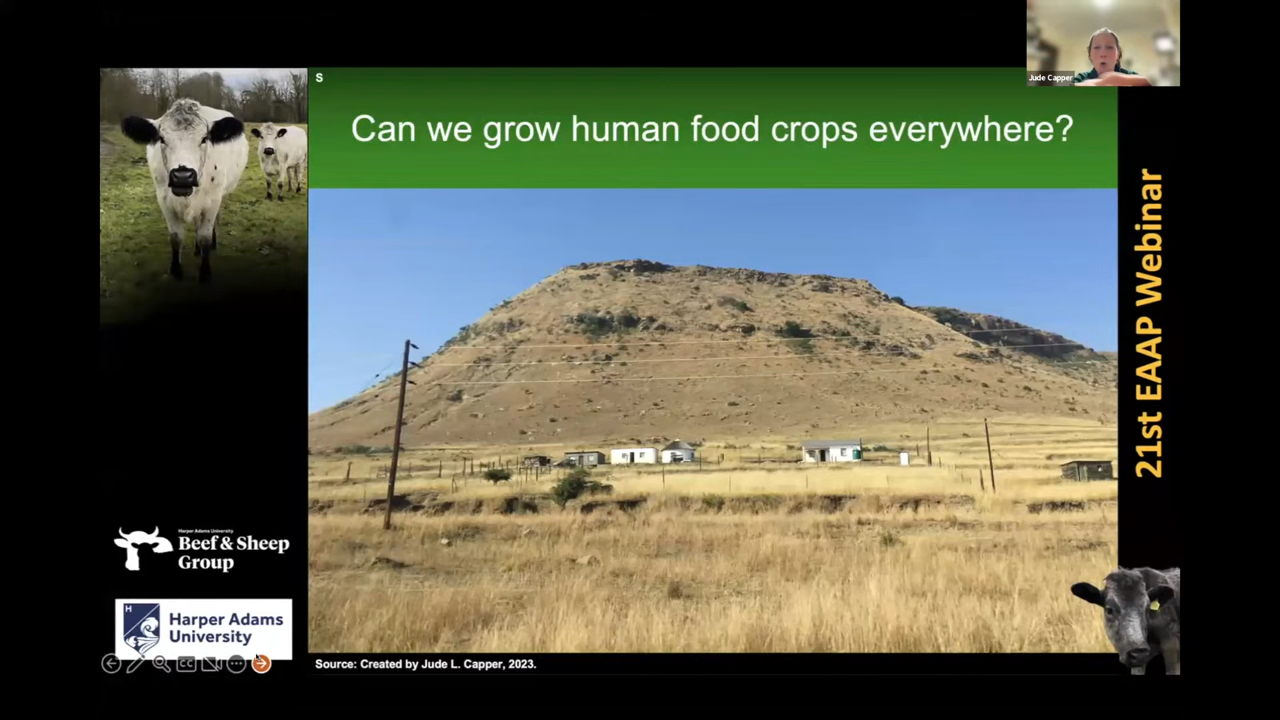 Jude Capper
S
Can we grow human food crops everywhere?
21st EAAP Webinar
Harper Adams University
Beef & Sheep
Group
H
Harper Adams
University
CC
Source: Created by Jude L. Capper, 2023.